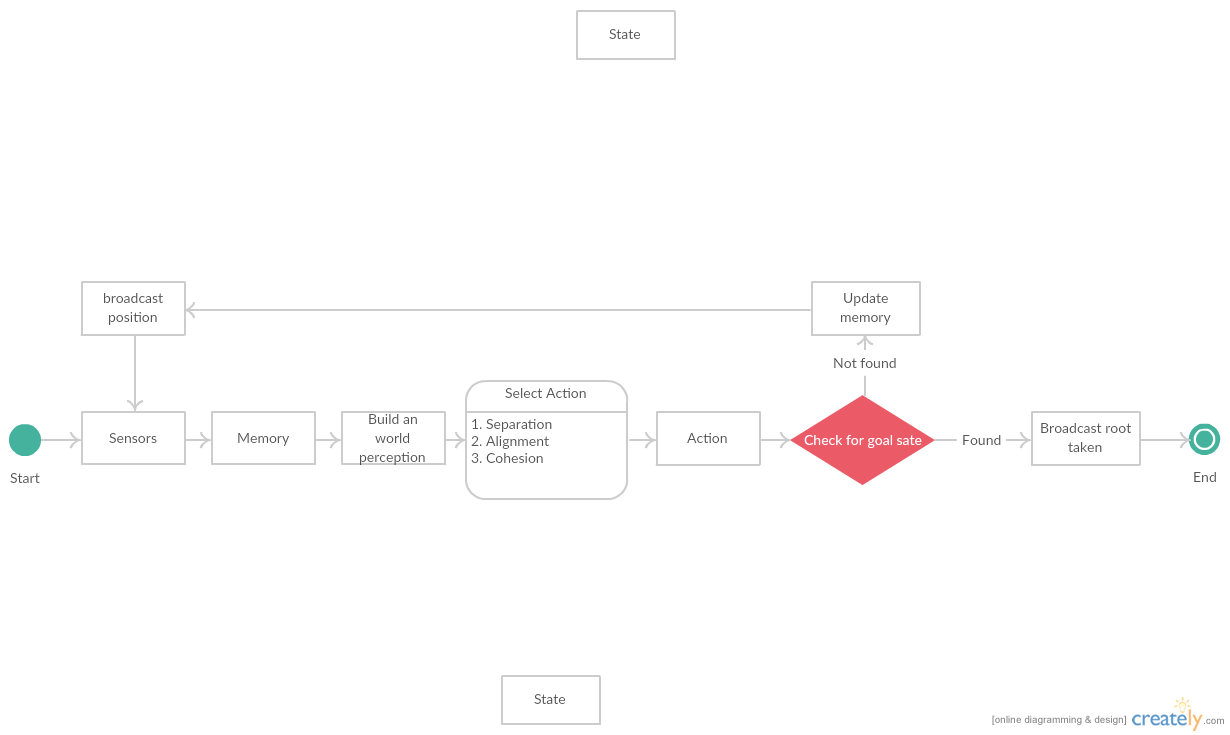 State
broadcast
position
Update
memory
Not found
Start
Sensors
Memory
Build an
world
perception
Select Action
1. Separation
2. Alignment
3. Cohesion
Action
Check for goal sate
Found
Broadcast root
taken
End
State
[online diagramming & design] creately.com